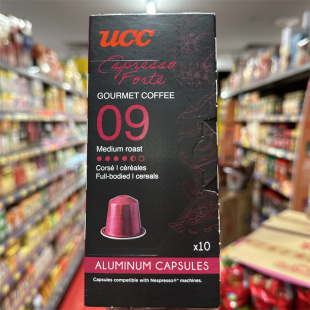 UCC
Espresso
Forte
GOURMET COFFEE
09
Medium roast
Corsé | céréales
Full-bodied | cereals
x10
ALUMINUM CAPSULES
Capsules compatible with Nespresso®* machines.